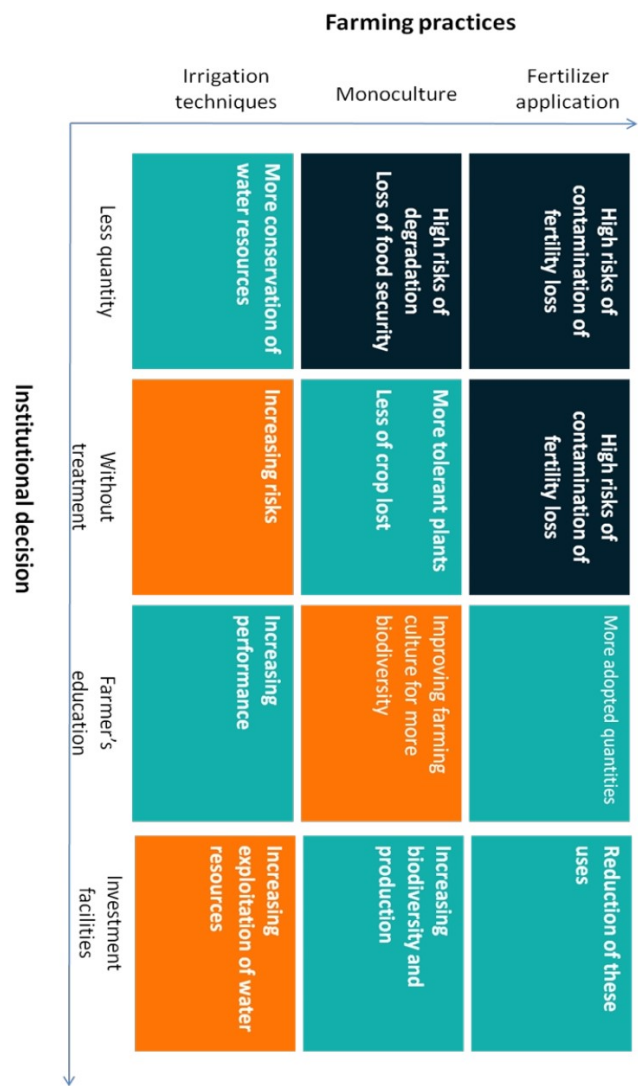 Farming practices
Irrigation
techniques
Monoculture
Fertilizer
application
Institutional decision
Less quantity
More conservation of
water resources
High risks of
degradation
Loss of food security
High risks of
contamination of
fertility loss
Without
treatment
Increasing risks
More tolerant plants
Less of crop lost
High risks of
contamination of
fertility loss
Farmer's
education
Increasing
performance
Improving farming
culture for more
biodiversity
More adopted quantities
Investment
facilities
Increasing
exploitation of water
resources
Increasing
biodiversity and
production
Reduction of these
uses